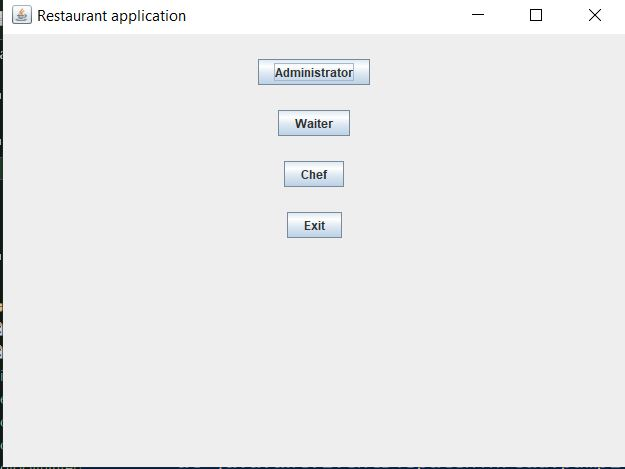 Restaurant application
Administrator
Waiter
Chef
Exit